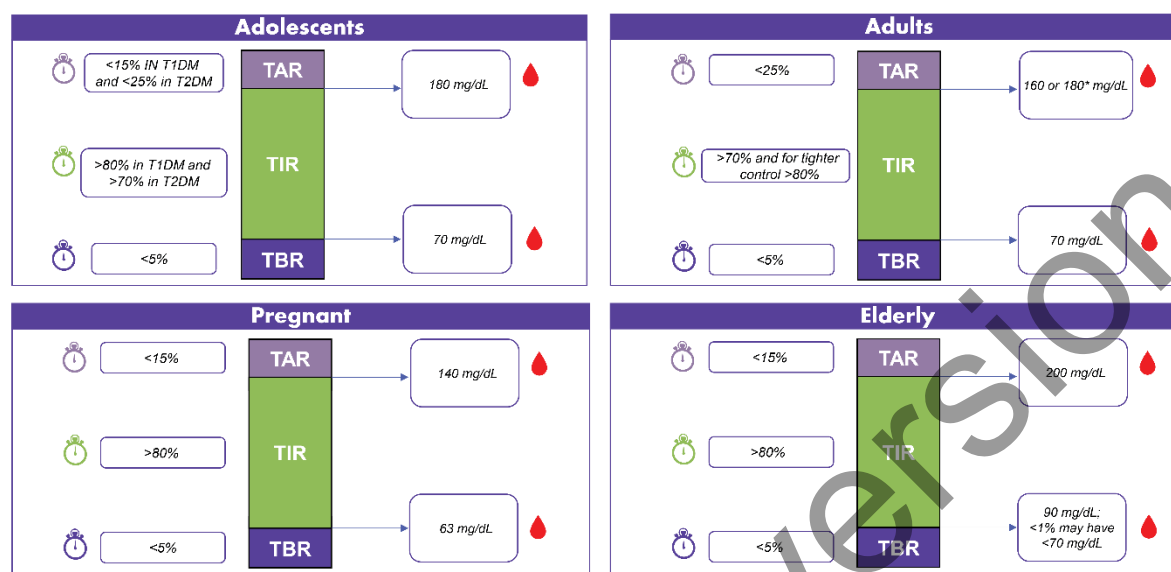 Adolescents
<15% IN T1DM
and <25% in T2DM
TAR
180 mg/dL
>80% in T1DM and
>70% in T2DM
TIR
70 mg/dL
<5%
TBR
Adults
<25%
TAR
160 or 180* mg/dL
>70% and for tighter
control >80%
TIR
70 mg/dL
<5%
TBR
Pregnant
<15%
TAR
140 mg/dL
>80%
TIR
63 mg/dL
<5%
TBR
Elderly
<15%
TAR
200 mg/dL
>80%
TIR
90 mg/dL;
<1% may have
<70 mg/dL
<5%
TBR
version